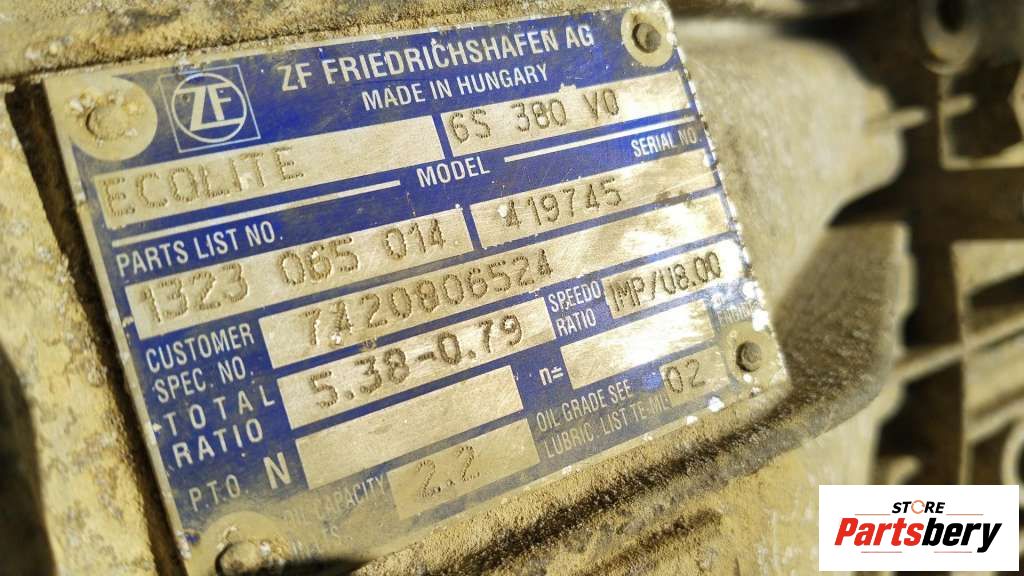 ZF FRIEDRICHSHAFEN AG
ZF
MADE IN HUNGARY
ECOLITE 6S 380 VO
MODEL SERIAL NO
PARTS LIST NO.
1323 065 014 419745
CUSTOMER SPEC. NO. 7420806524
TOTAL RATIO 5.38-0.79 SPEEDO RATIO IMP/U8.00
P.T.O. N n=
CAPACITY 2.2 OIL GRADE SEE LUBRIC. LIST TE-ML 02
STORE
Partsbery